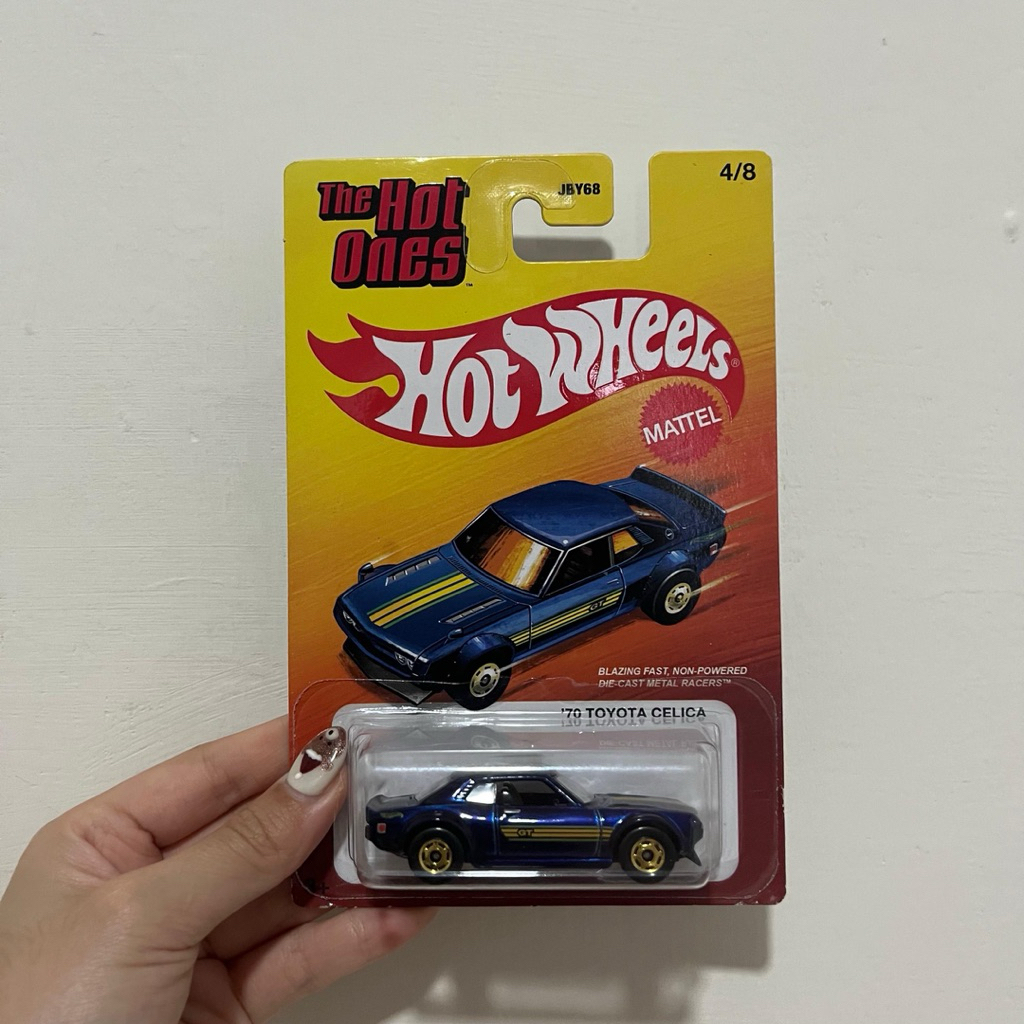 The Hot
Ones™
JBY68
4/8
Hot Wheels®
MATTEL
GT
BLAZING FAST, NON-POWERED
DIE-CAST METAL RACERS™
'70 TOYOTA CELICA
GT